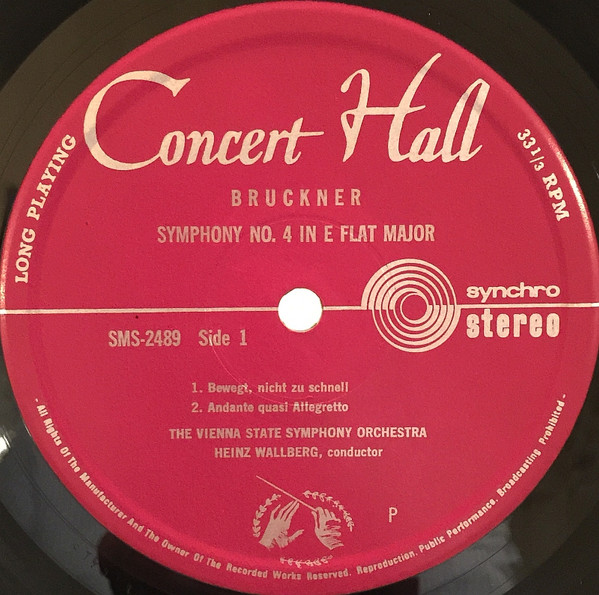 Concert Hall
LONG PLAYING
33 1/3 RPM
BRUCKNER
SYMPHONY NO. 4 IN E FLAT MAJOR
synchro
stereo
SMS-2489 Side 1
1. Bewegt, nicht zu schnell
2. Andante quasi Allegretto
THE VIENNA STATE SYMPHONY ORCHESTRA
HEINZ WALLBERG, conductor
P
- All Rights Of The Manufacturer And The Owner Of The Recorded Works Reserved. Reproduction. Public Performance. Broadcasting Prohibited -